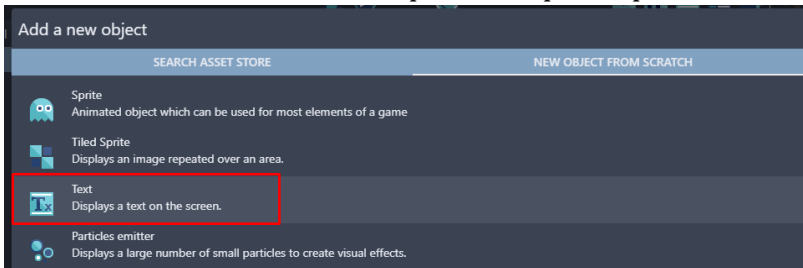 Add a new object
SEARCH ASSET STORE
NEW OBJECT FROM SCRATCH
Sprite
Animated object which can be used for most elements of a game
Tiled Sprite
Displays an image repeated over an area.
Tx
Text
Displays a text on the screen.
Particles emitter
Displays a large number of small particles to create visual effects.